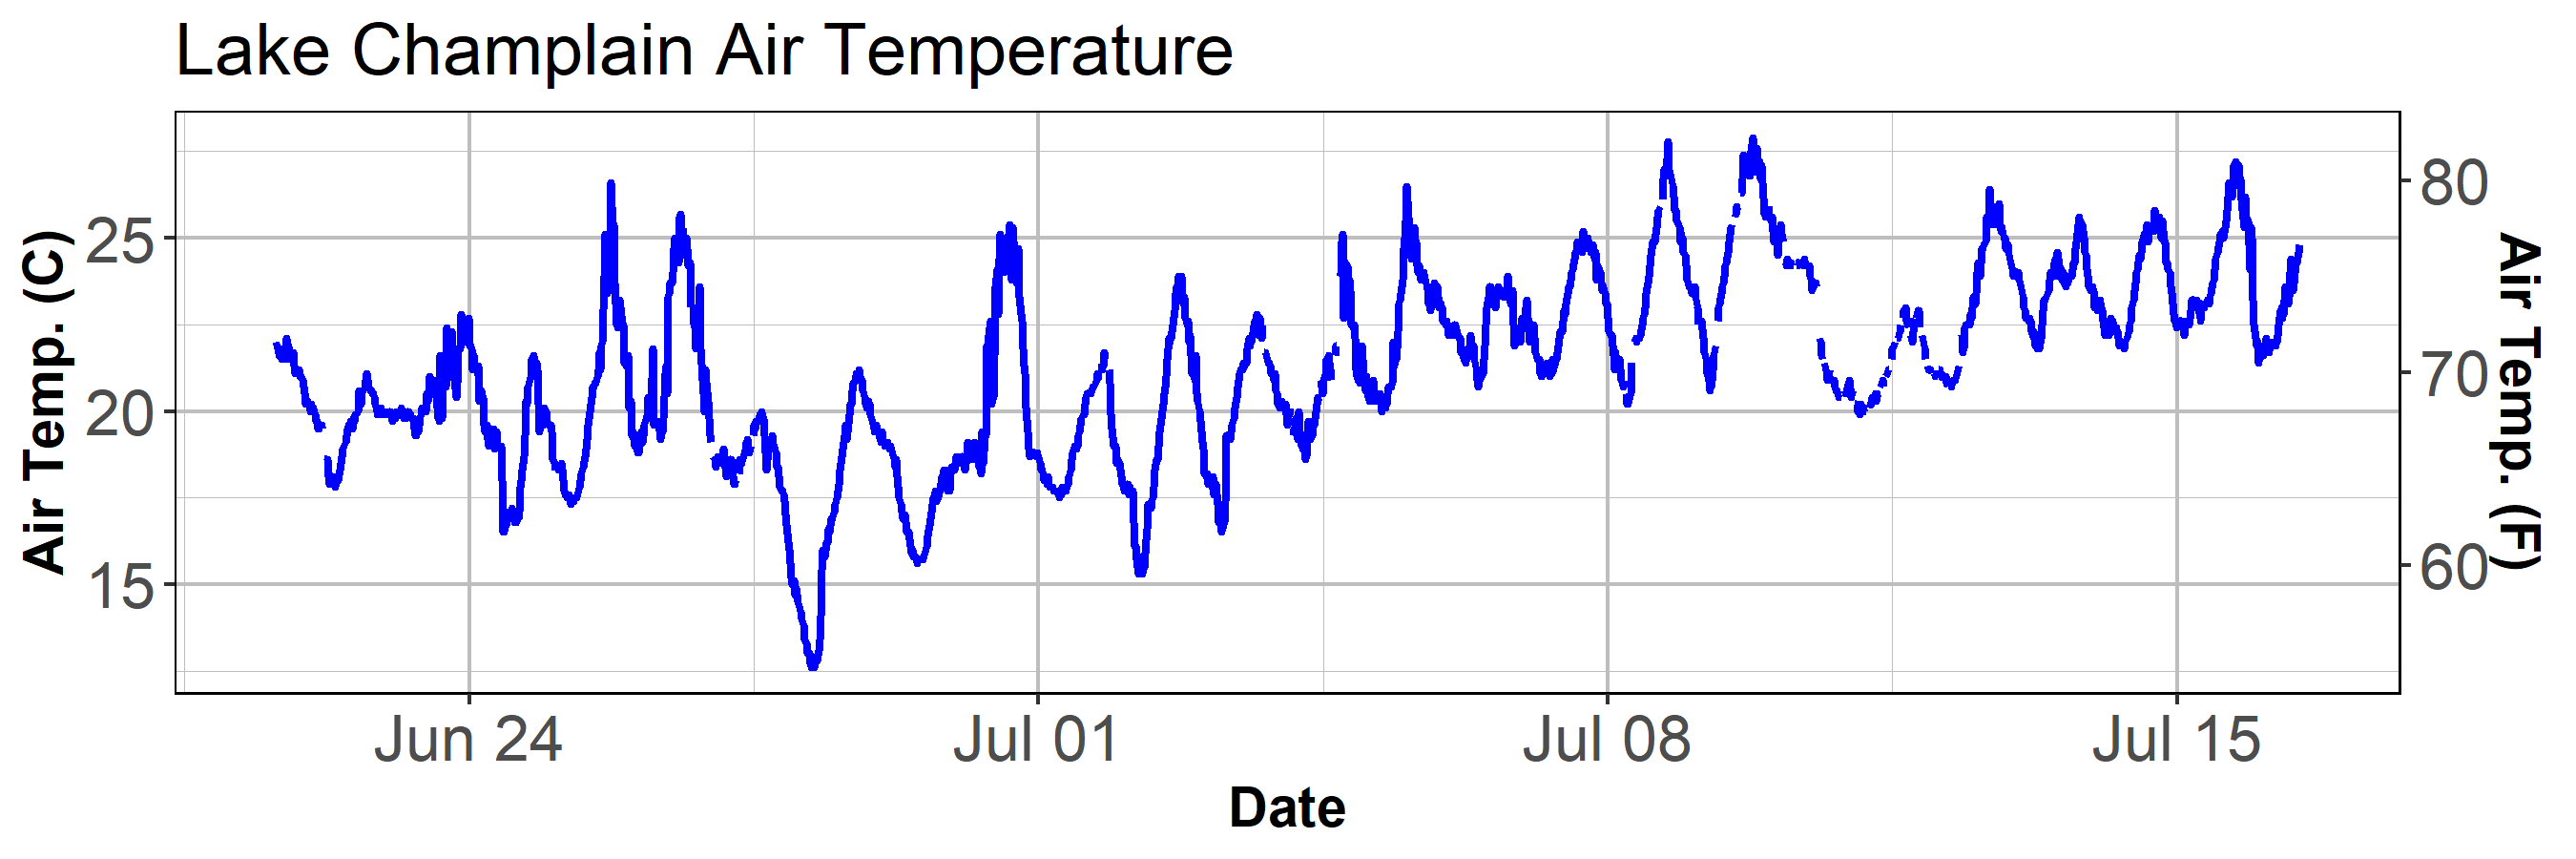 Lake Champlain Air Temperature
Air Temp. (C)
25
20
15
80
70
60
Air Temp. (F)
Jun 24
Jul 01
Jul 08
Jul 15
Date